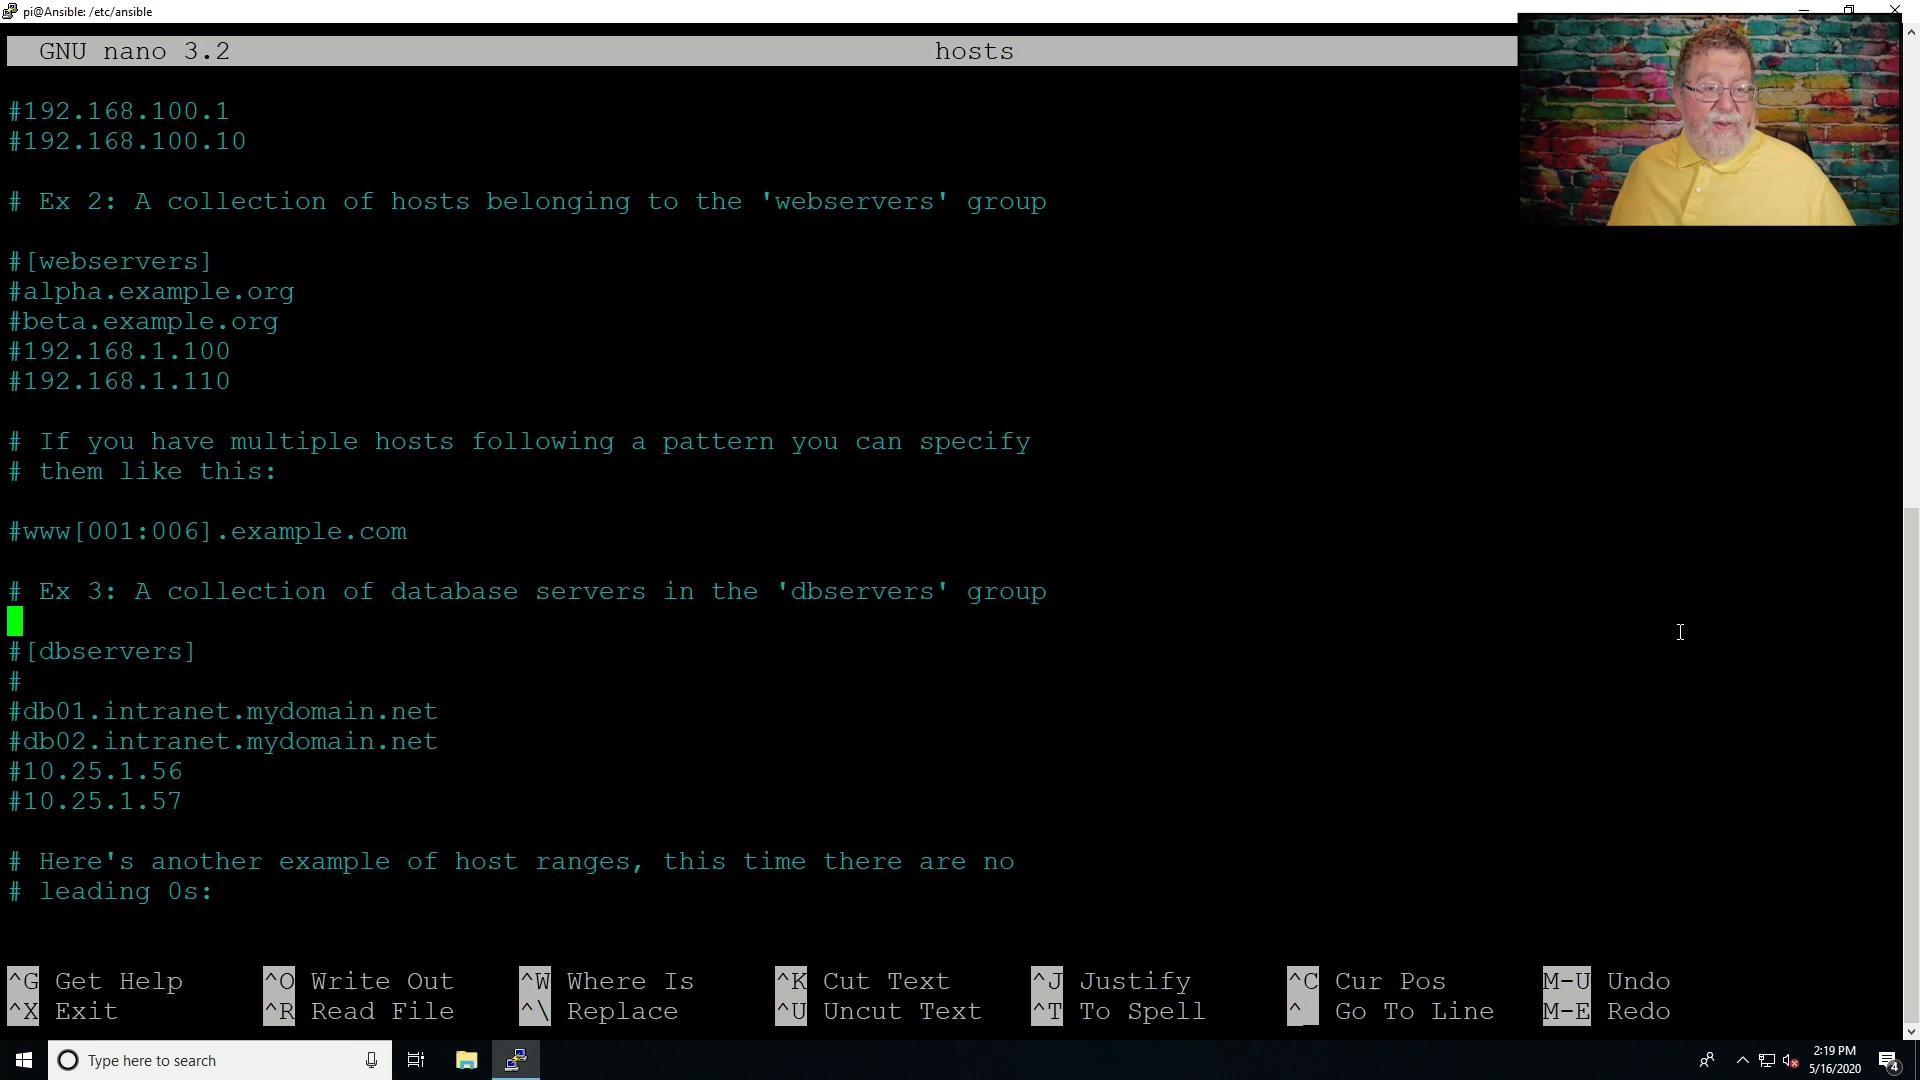 pi@Ansible: /etc/ansible
GNU nano 3.2 hosts
#192.168.100.1
#192.168.100.10
# Ex 2: A collection of hosts belonging to the 'webservers' group
#[webservers]
#alpha.example.org
#beta.example.org
#192.168.1.100
#192.168.1.110
# If you have multiple hosts following a pattern you can specify
# them like this:
#www[001:006].example.com
# Ex 3: A collection of database servers in the 'dbservers' group
#[dbservers]
#
#db01.intranet.mydomain.net
#db02.intranet.mydomain.net
#10.25.1.56
#10.25.1.57
# Here's another example of host ranges, this time there are no
# leading 0s:
^G Get Help ^O Write Out ^W Where Is ^K Cut Text ^J Justify ^C Cur Pos M-U Undo
^X Exit ^R Read File ^\ Replace ^U Uncut Text ^T To Spell ^_ Go To Line M-E Redo
Type here to search
2:19 PM
5/16/2020
4